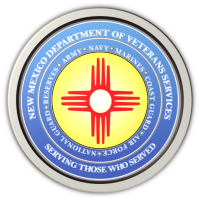 NEW MEXICO DEPARTMENT OF VETERANS SERVICES
NATIONAL GUARD • RESERVES • ARMY • NAVY • MARINES • COAST GUARD • AIR FORCE •
SERVING THOSE WHO SERVED